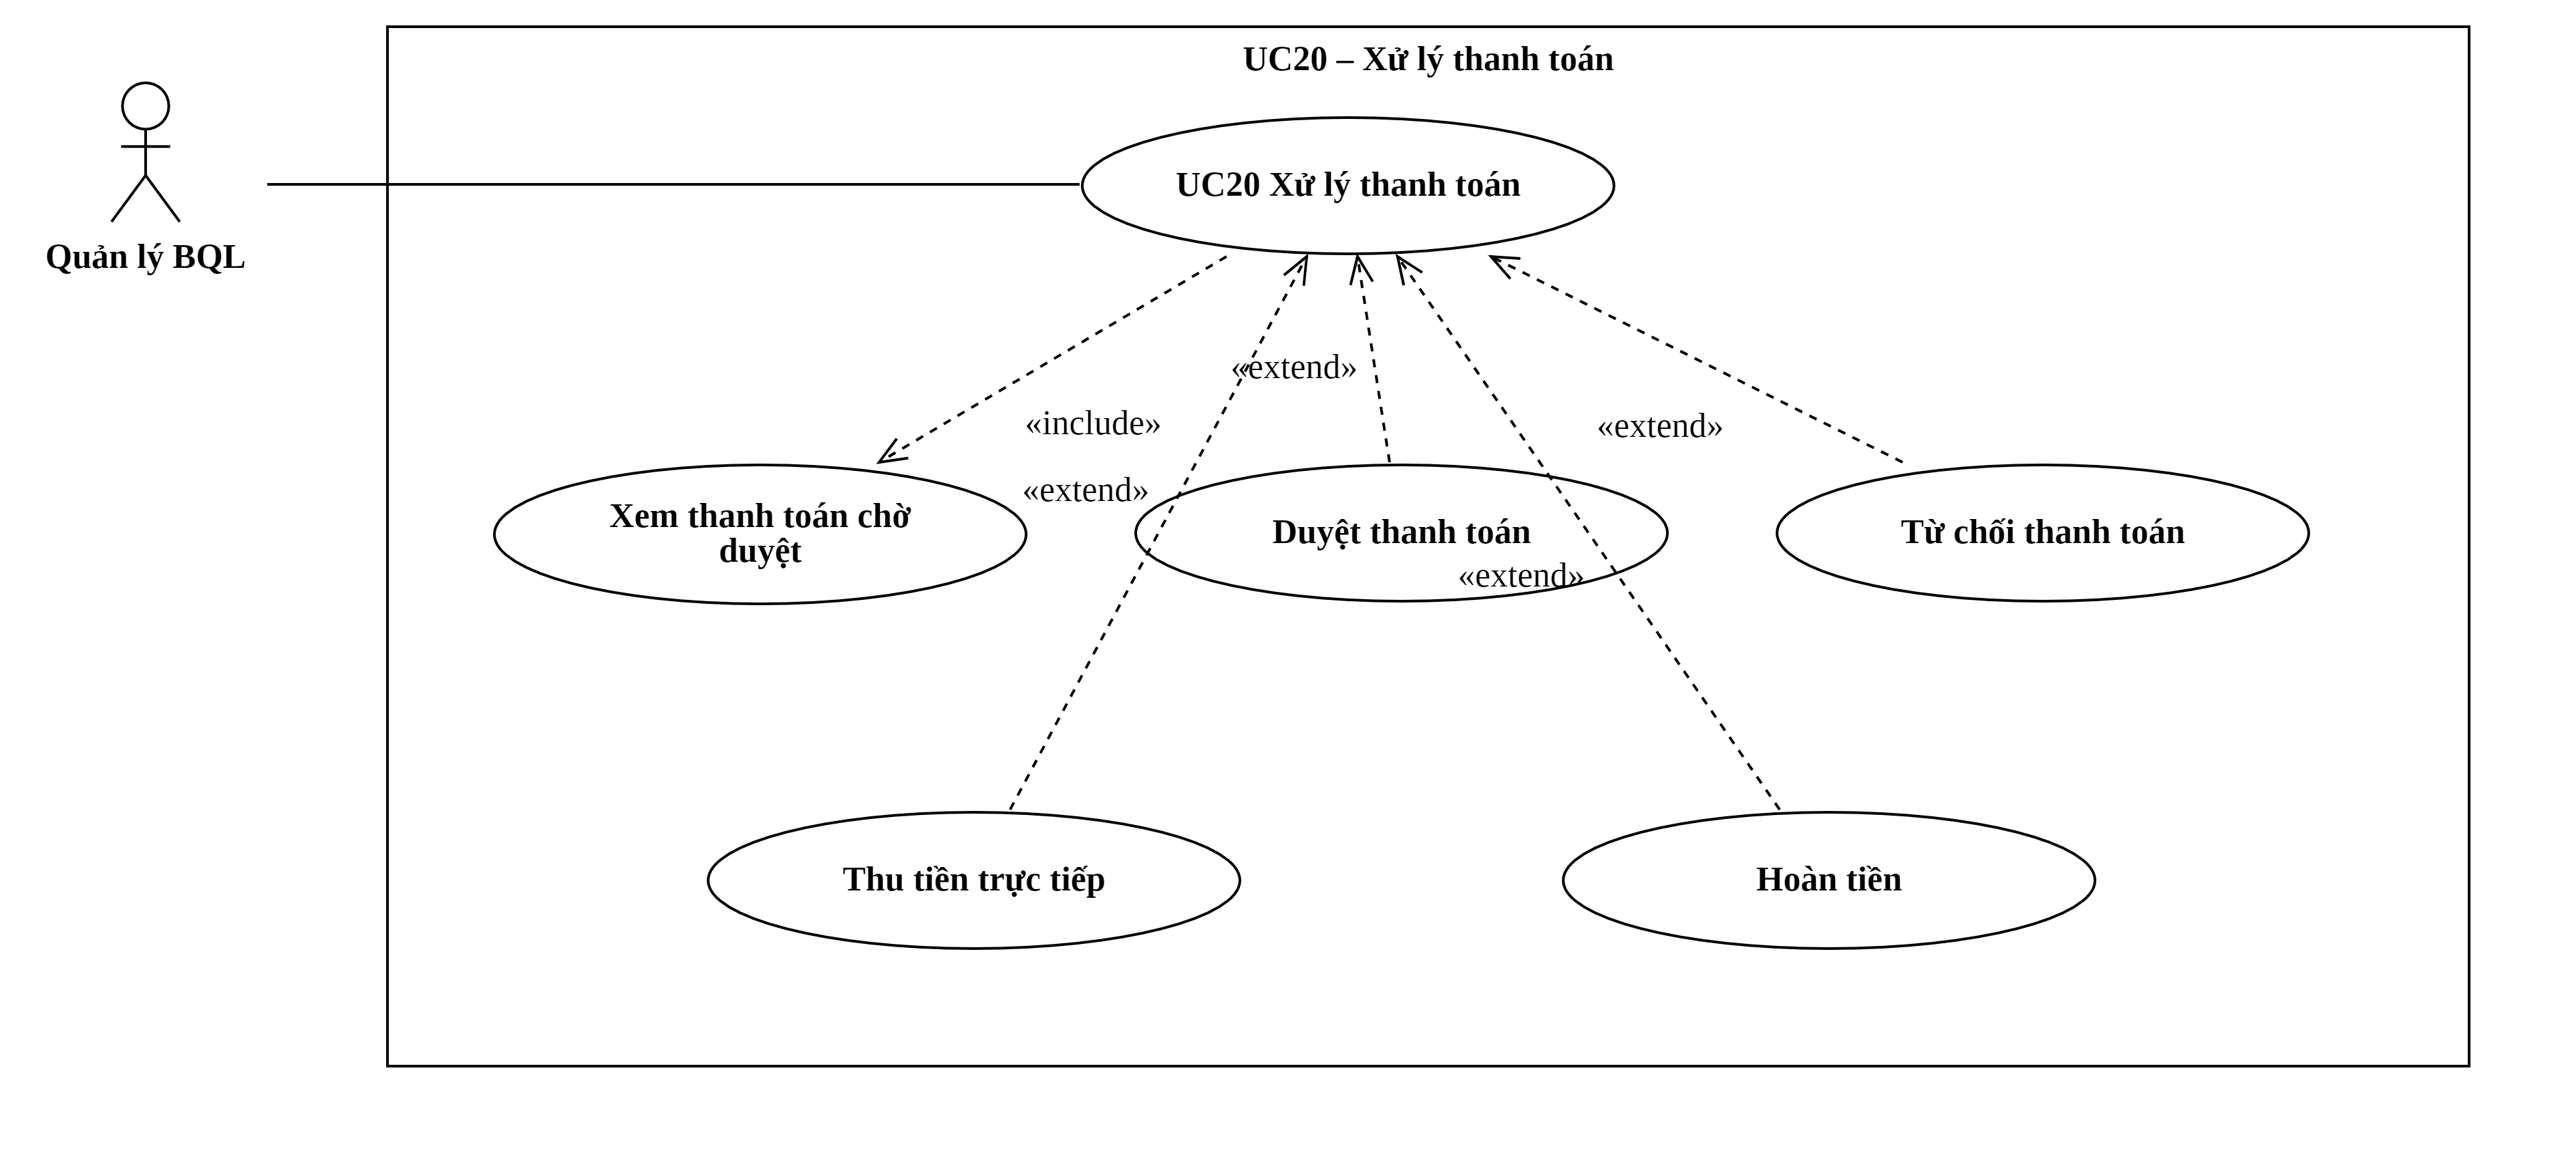 UC20 – Xử lý thanh toán
UC20 Xử lý thanh toán
Quản lý BQL
«extend»
«include»
«extend»
«extend»
Xem thanh toán chờ
duyệt
Duyệt thanh toán
Từ chối thanh toán
«extend»
Thu tiền trực tiếp
Hoàn tiền